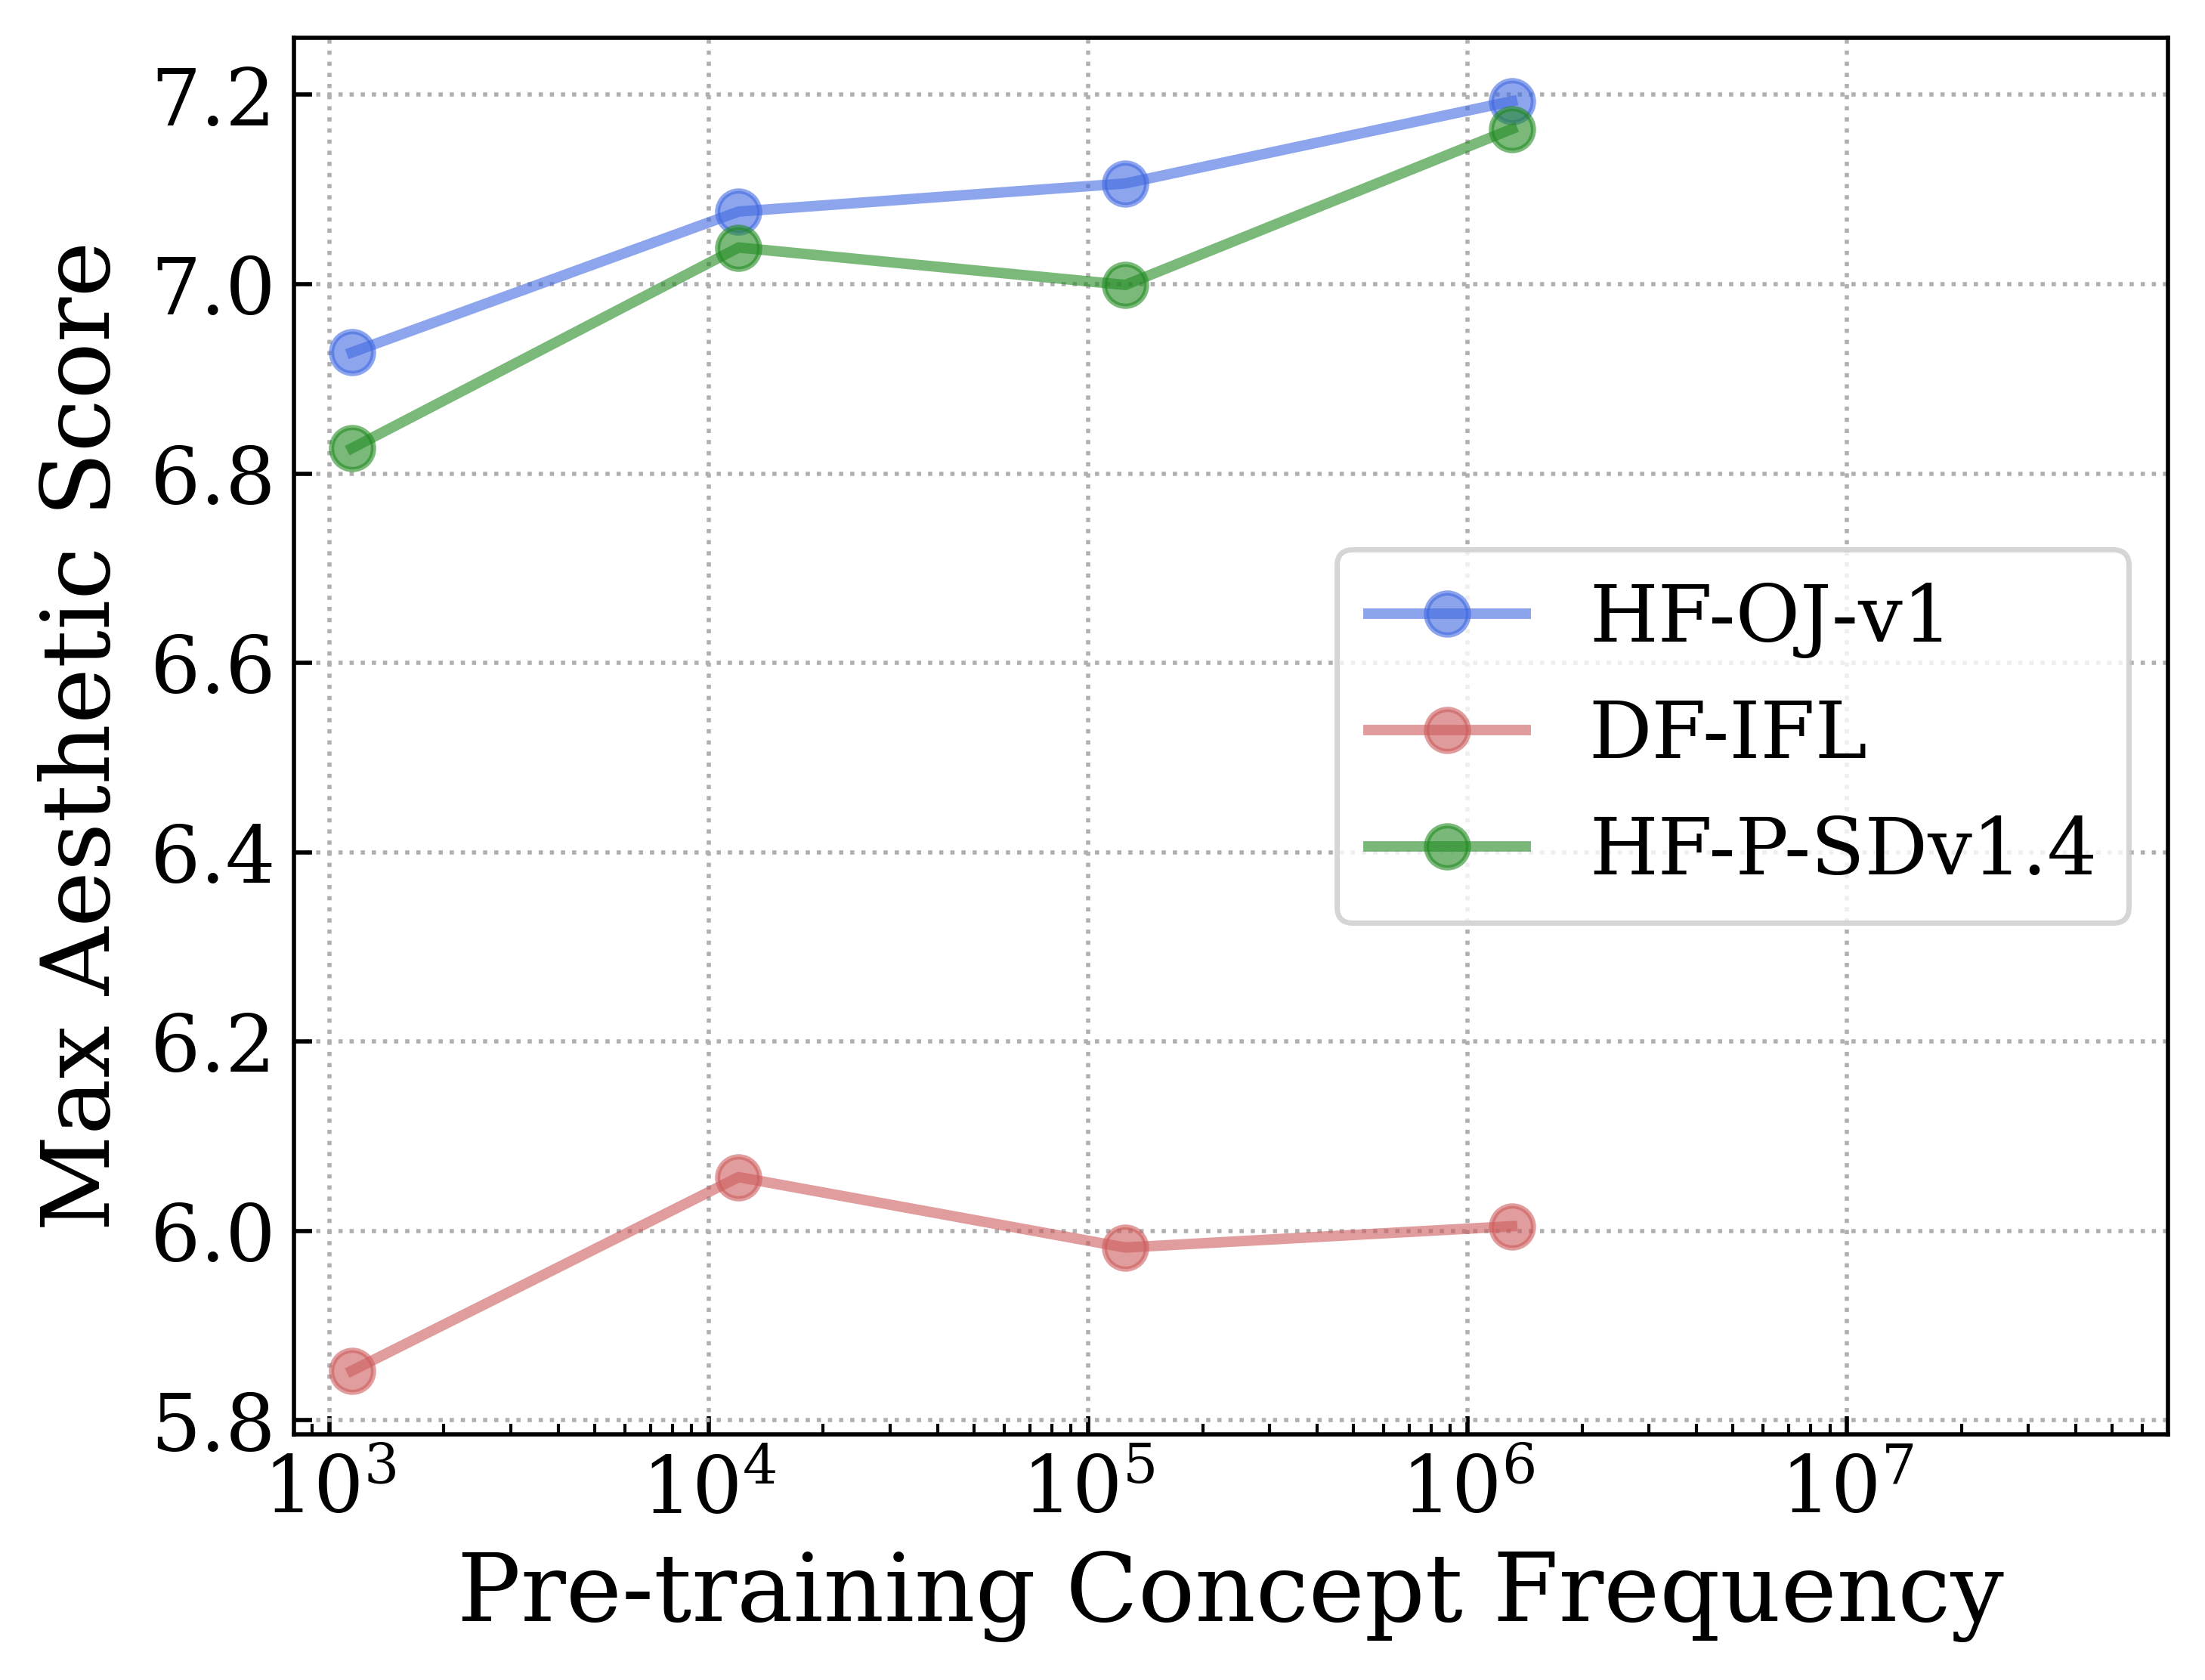 Max Aesthetic Score
7.2
7.0
6.8
6.6
6.4
6.2
6.0
5.8
HF-OJ-v1
DF-IFL
HF-P-SDv1.4
10³ 10⁴ 10⁵ 10⁶ 10⁷
Pre-training Concept Frequency